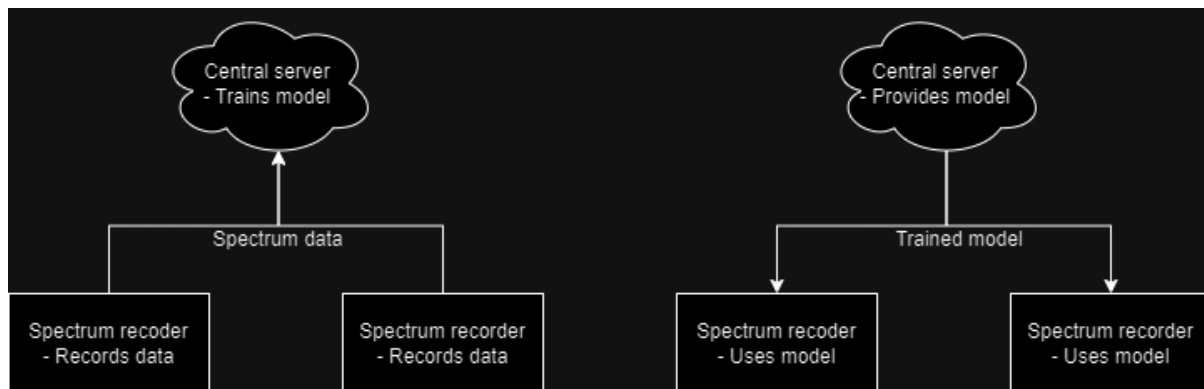 Central server
- Trains model
Central server
- Provides model
Spectrum data
Trained model
Spectrum recoder
- Records data
Spectrum recorder
- Records data
Spectrum recoder
- Uses model
Spectrum recorder
- Uses model